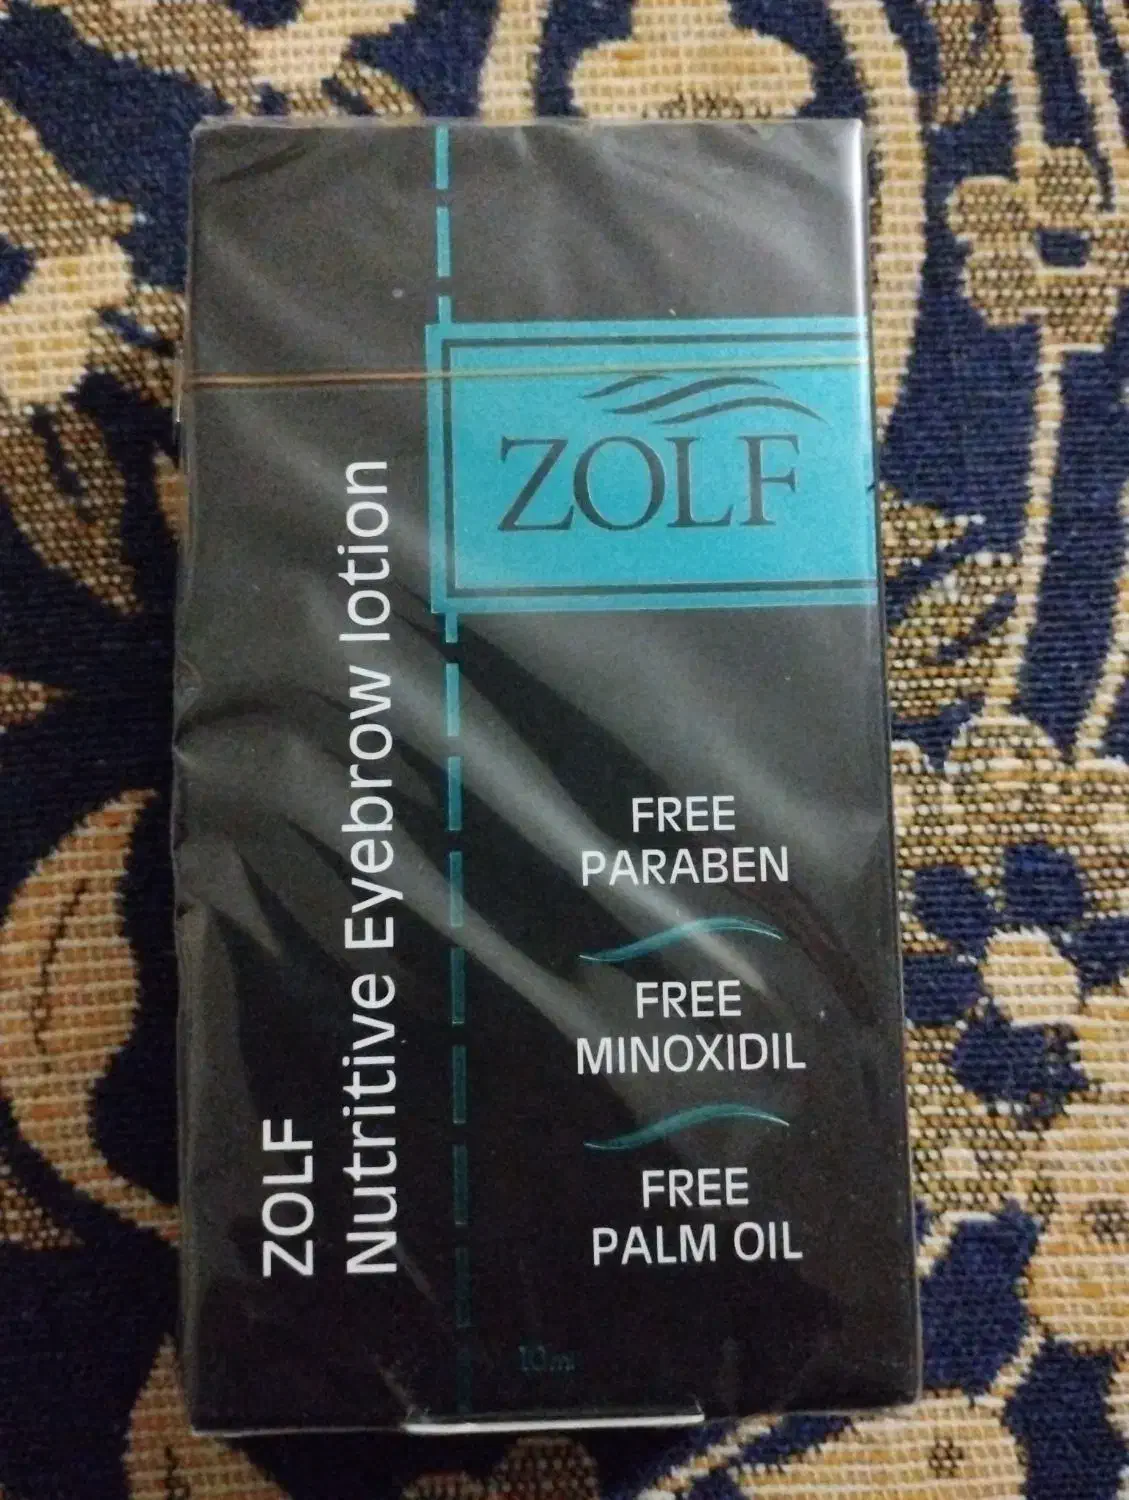 ZOLF
ZOLF
Nutritive Eyebrow lotion
FREE
PARABEN
FREE
MINOXIDIL
FREE
PALM OIL
10ml